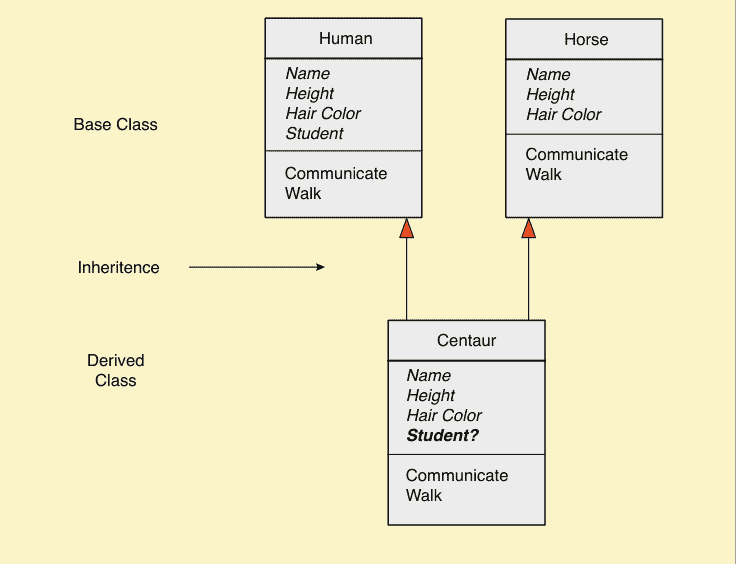 Human
Name
Height
Hair Color
Student
Communicate
Walk
Horse
Name
Height
Hair Color
Communicate
Walk
Base Class
Inheritence
Derived
Class
Centaur
Name
Height
Hair Color
Student?
Communicate
Walk